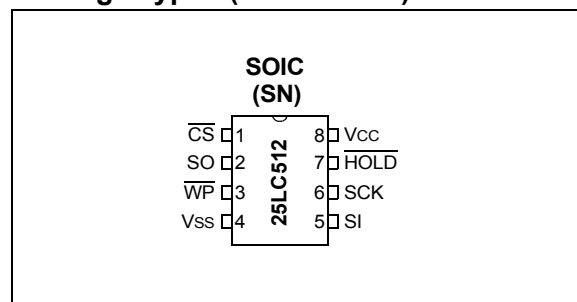 SOIC
(SN)
CS 1 8 VCC
SO 2 7 HOLD
WP 3 6 SCK
VSS 4 5 SI
25LC512